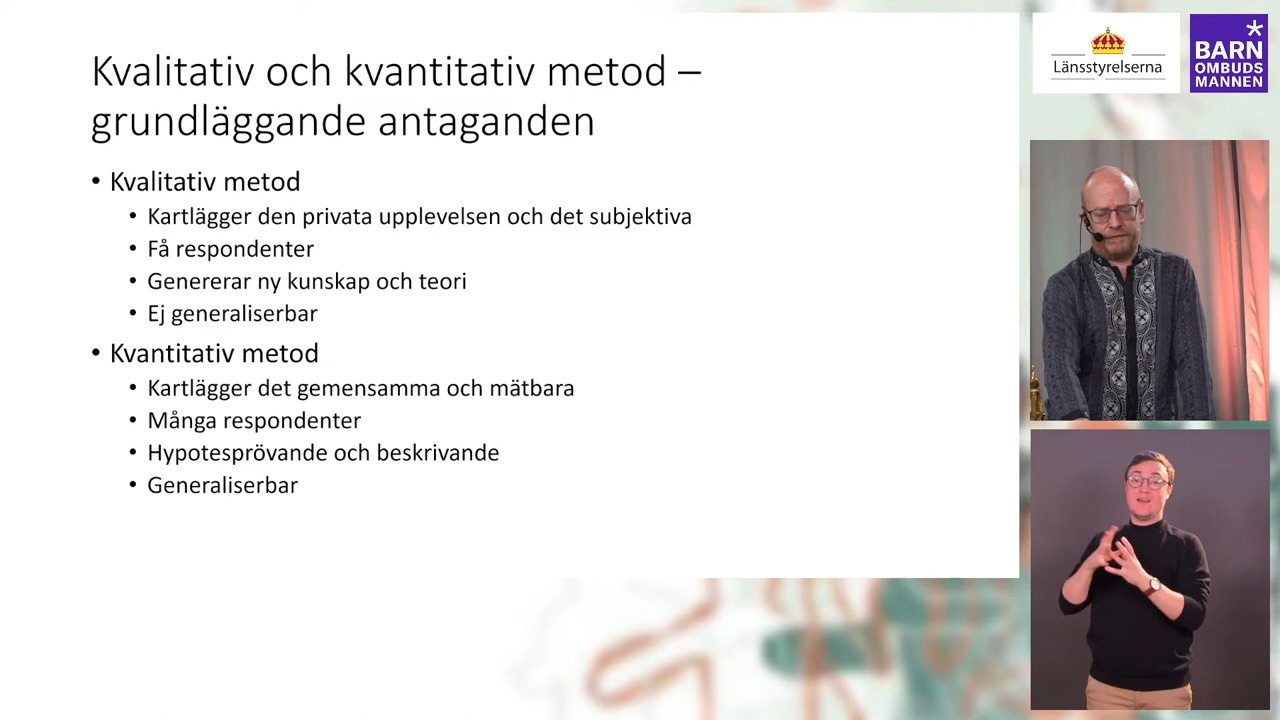 Kvalitativ och kvantitativ metod –
grundläggande antaganden
• Kvalitativ metod
• Kartlägger den privata upplevelsen och det subjektiva
• Få respondenter
• Genererar ny kunskap och teori
• Ej generaliserbar
• Kvantitativ metod
• Kartlägger det gemensamma och mätbara
• Många respondenter
• Hypotesprövande och beskrivande
• Generaliserbar
Länsstyrelserna
BARN
OMBUDS
MANNEN